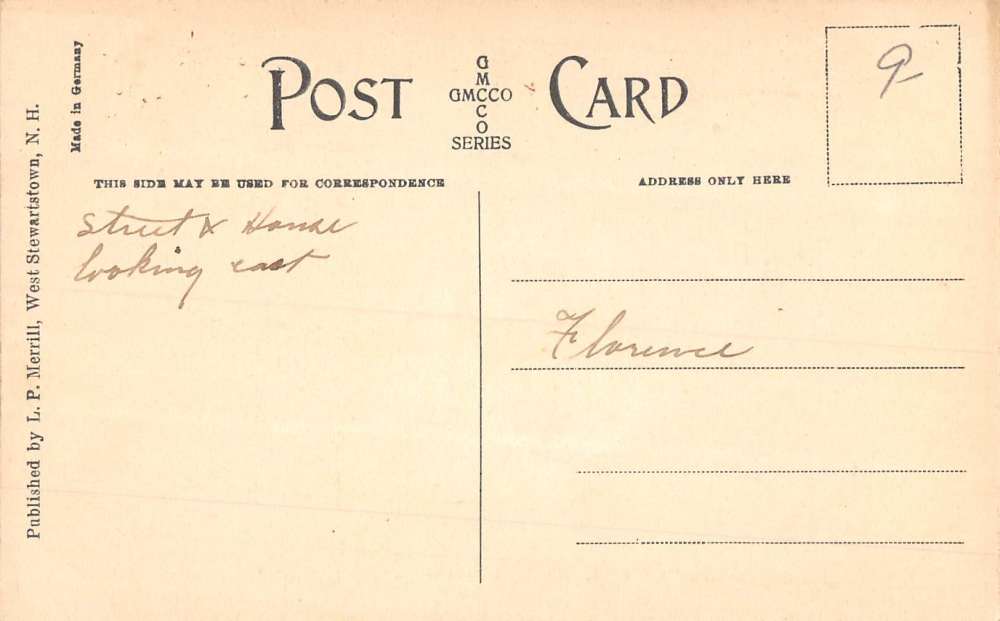 Published by L. P. Merrill, West Stewartstown, N. H.
Made in Germany
POST CARD
GMCCO
GMCCO
SERIES
THIS SIDE MAY BE USED FOR CORRESPONDENCE
ADDRESS ONLY HERE
Street & House
looking east
Florence